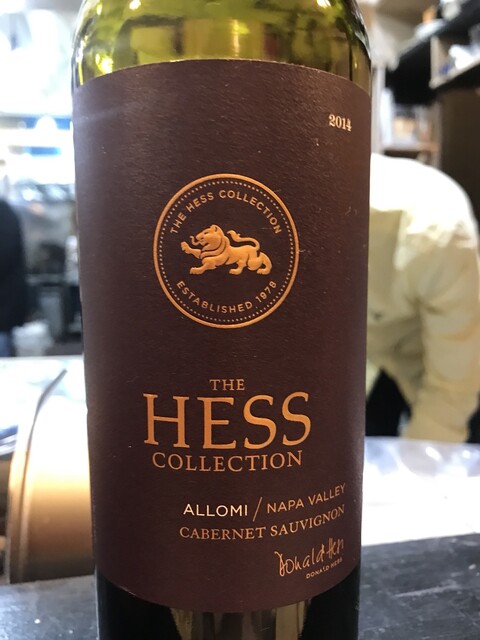 2014
THE HESS COLLECTION
ESTABLISHED 1978
THE
HESS
COLLECTION
ALLOMI / NAPA VALLEY
CABERNET SAUVIGNON
Donald Hess
DONALD HESS